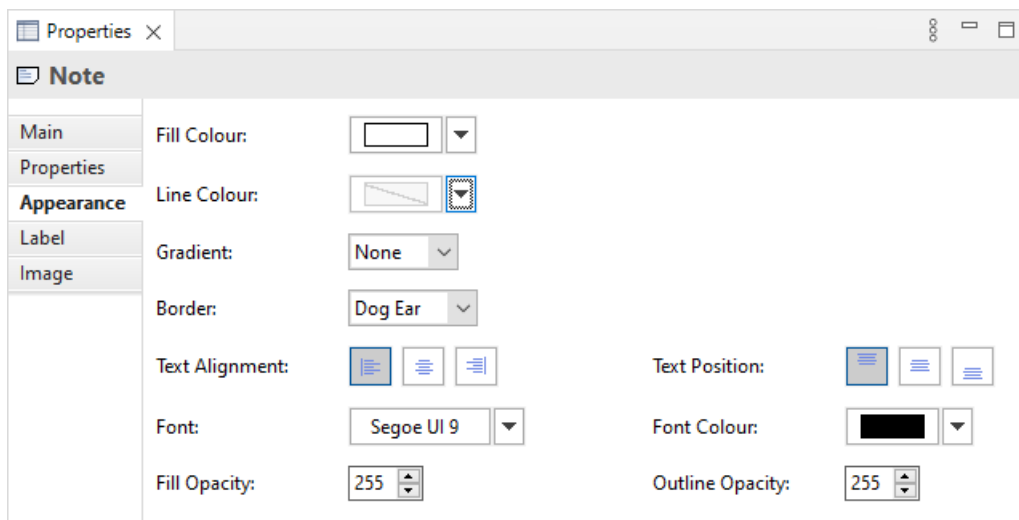 Properties
Note
Main
Properties
Appearance
Label
Image
Fill Colour:
Line Colour:
Gradient: None
Border: Dog Ear
Text Alignment: Text Position:
Font: Segoe UI 9 Font Colour:
Fill Opacity: 255 Outline Opacity: 255